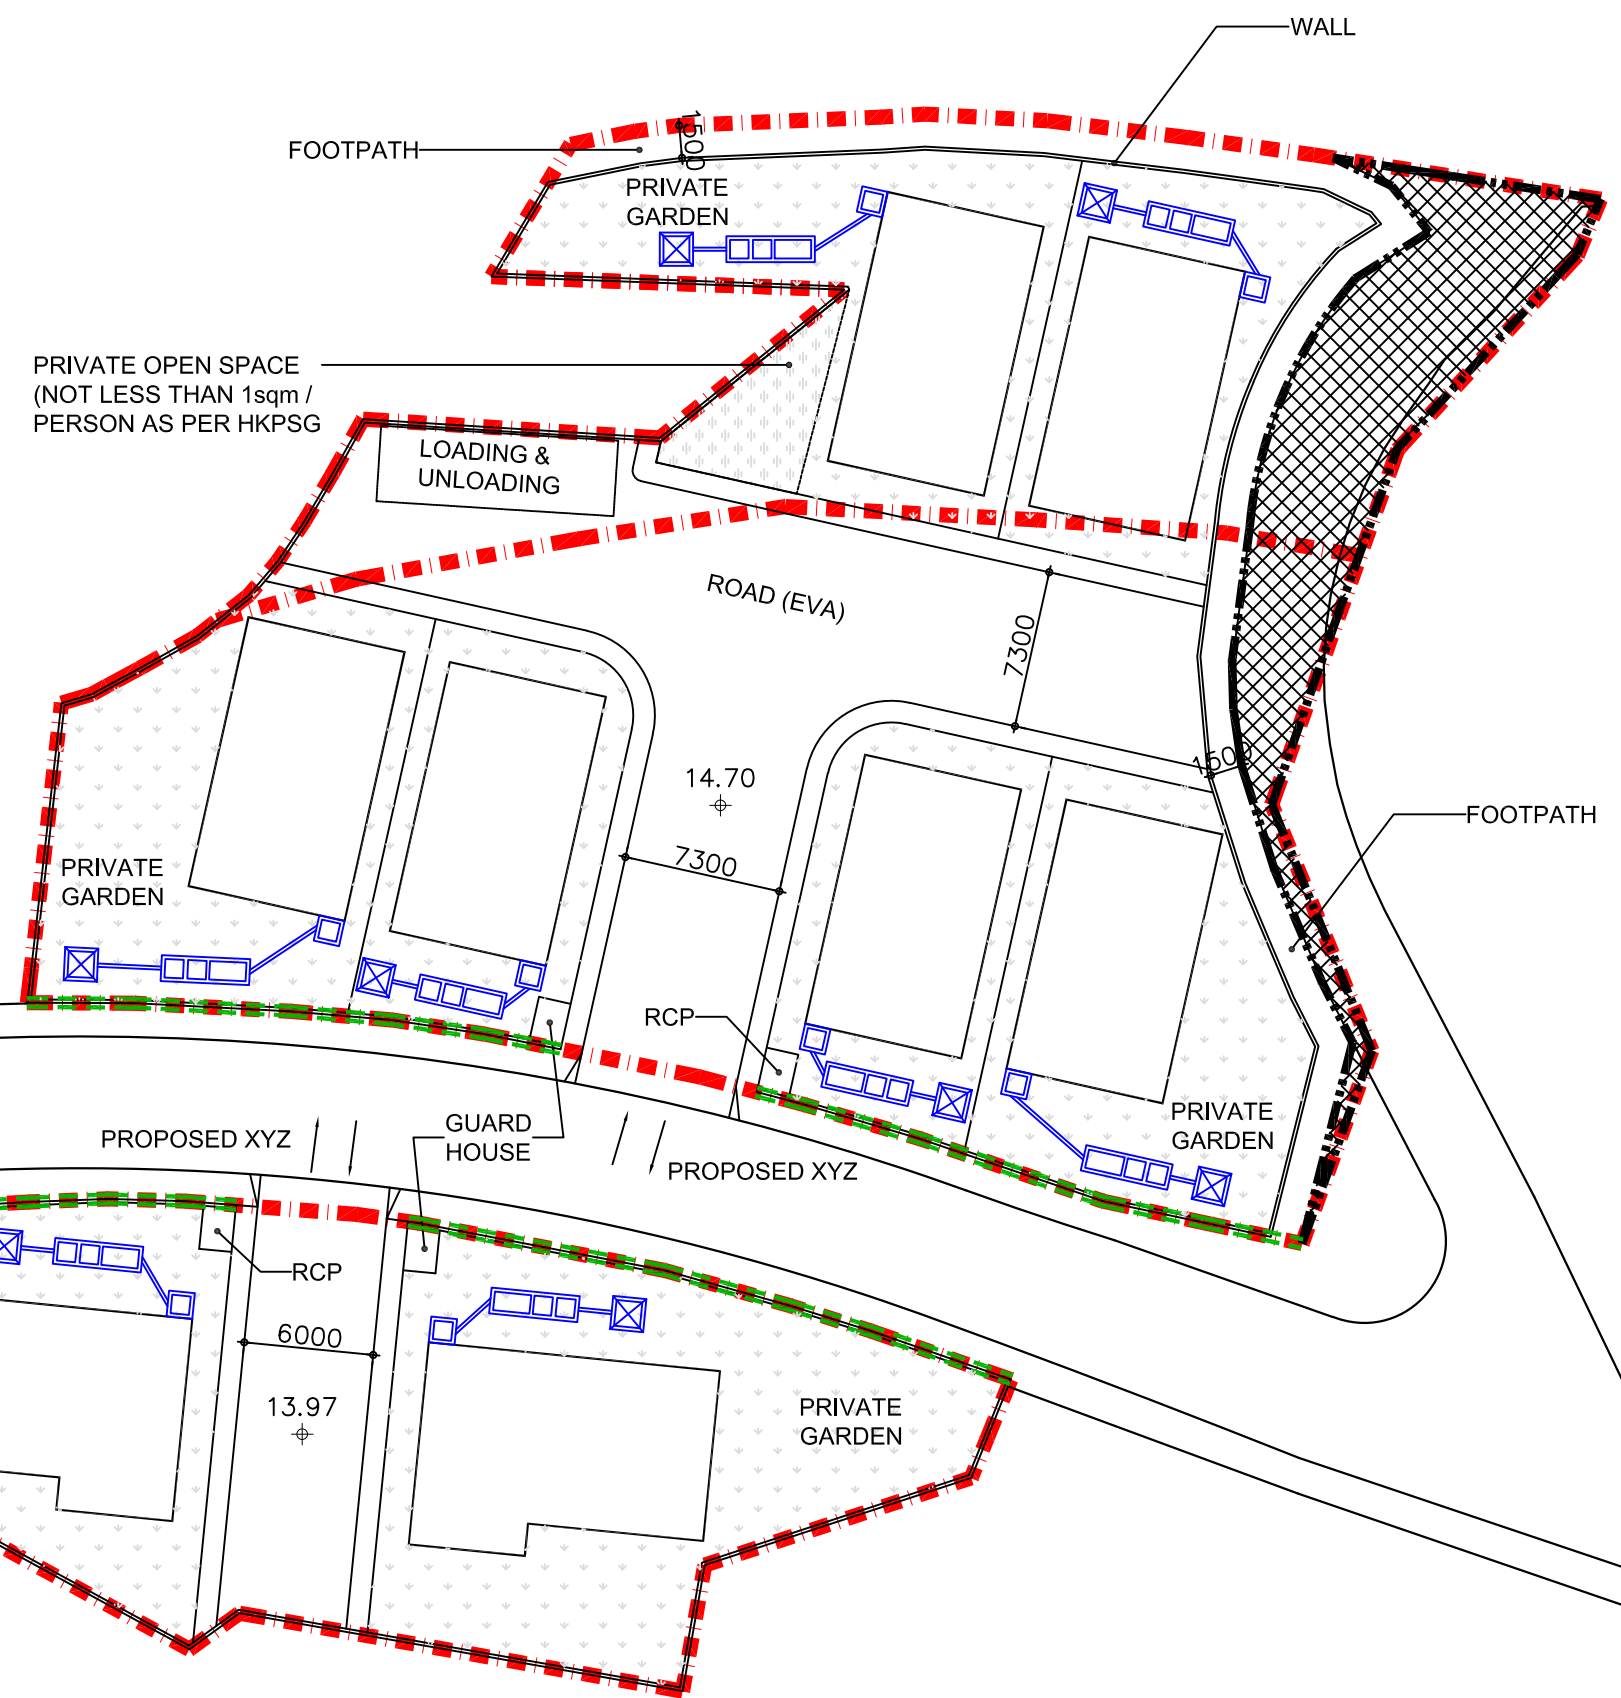 WALL
FOOTPATH
1500
PRIVATE
GARDEN
PRIVATE OPEN SPACE
(NOT LESS THAN 1sqm /
PERSON AS PER HKPSG
LOADING &
UNLOADING
ROAD (EVA)
7300
14.70
1500
FOOTPATH
7300
PRIVATE
GARDEN
RCP
GUARD
HOUSE
PROPOSED XYZ
PROPOSED XYZ
PRIVATE
GARDEN
RCP
6000
13.97
PRIVATE
GARDEN